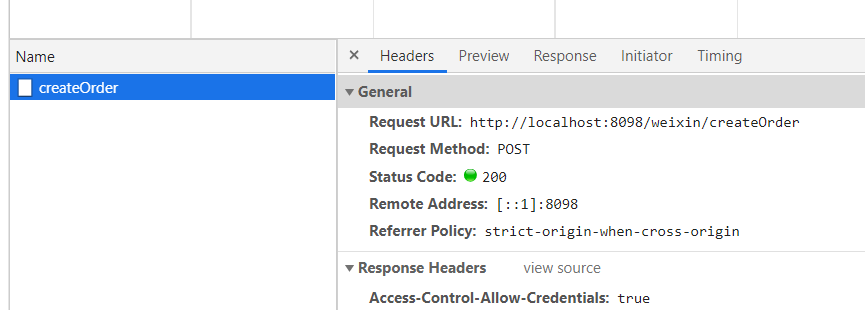 Name
× Headers Preview Response Initiator Timing
createOrder
▼ General
Request URL: http://localhost:8098/weixin/createOrder
Request Method: POST
Status Code: 200
Remote Address: [::1]:8098
Referrer Policy: strict-origin-when-cross-origin
▼ Response Headers view source
Access-Control-Allow-Credentials: true